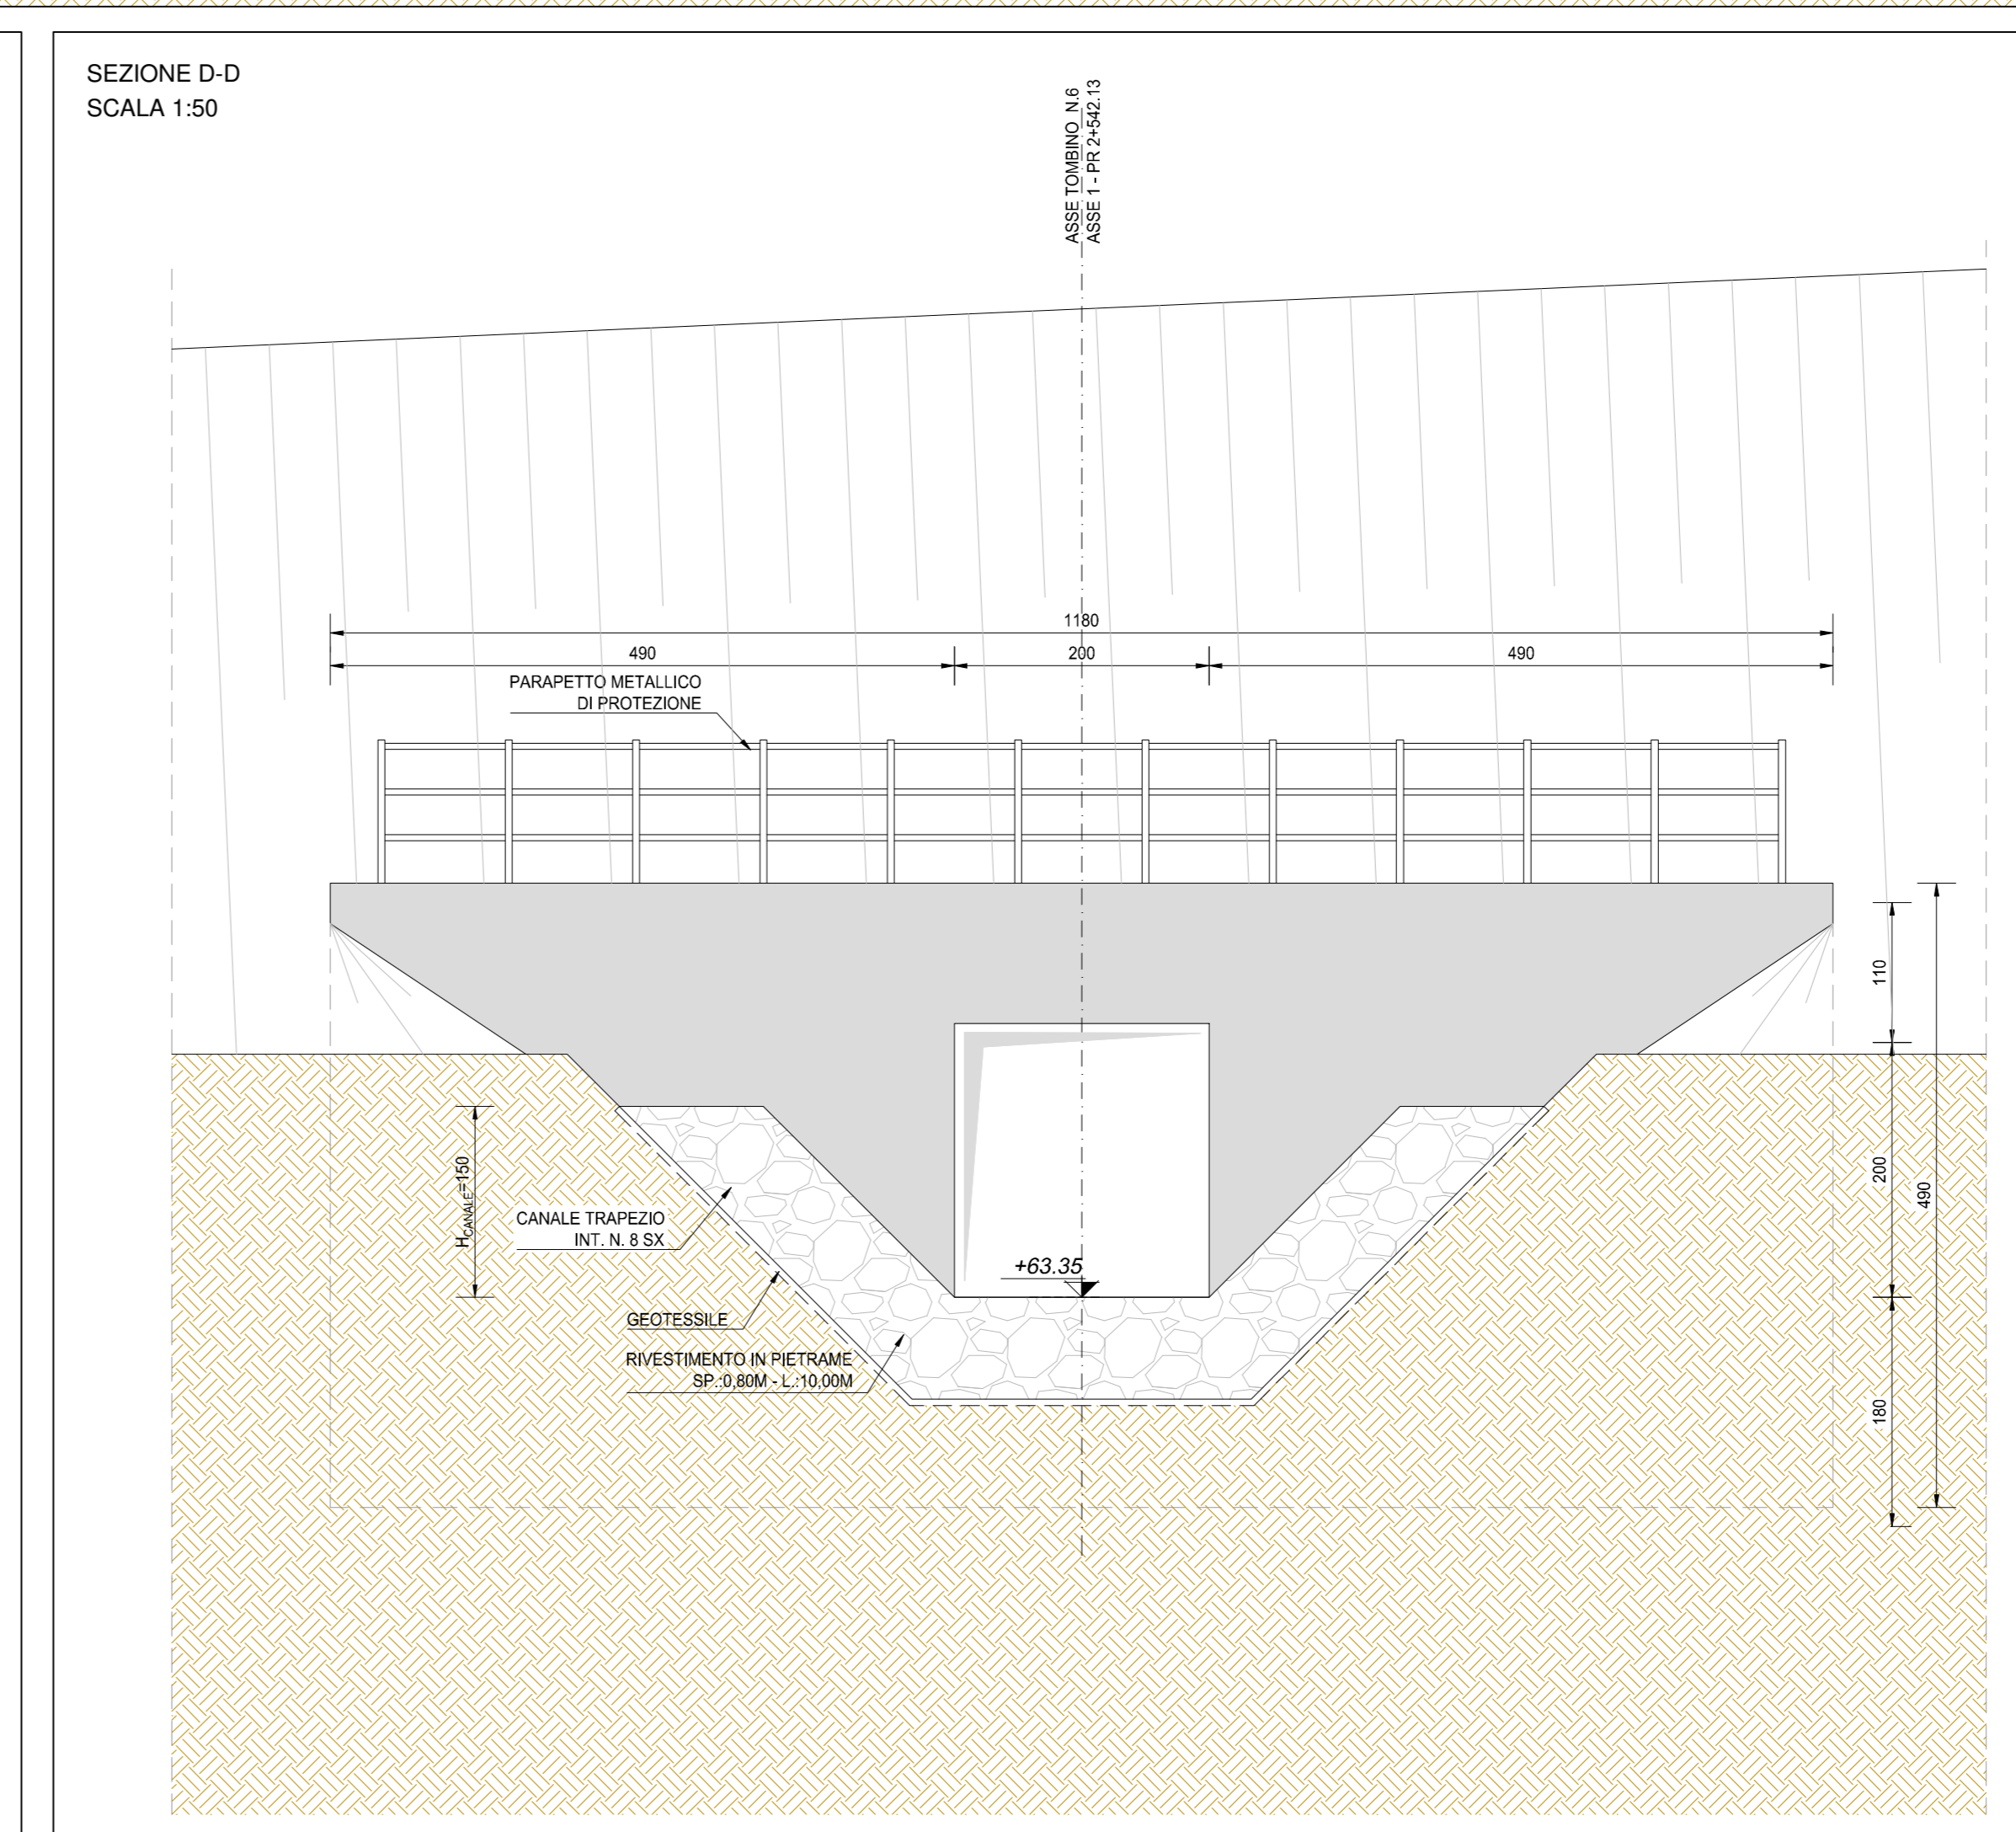 SEZIONE D-D
SCALA 1:50
ASSE TOMBINO N.6
ASSE 1 - PR 2+542.13
1180
490
200
490
PARAPETTO METALLICO
DI PROTEZIONE
110
200
490
180
HCANALE=150
CANALE TRAPEZIO
INT. N. 8 SX
+63.35
GEOTESSILE
RIVESTIMENTO IN PIETRAME
SP.:0,80M - L.:10,00M